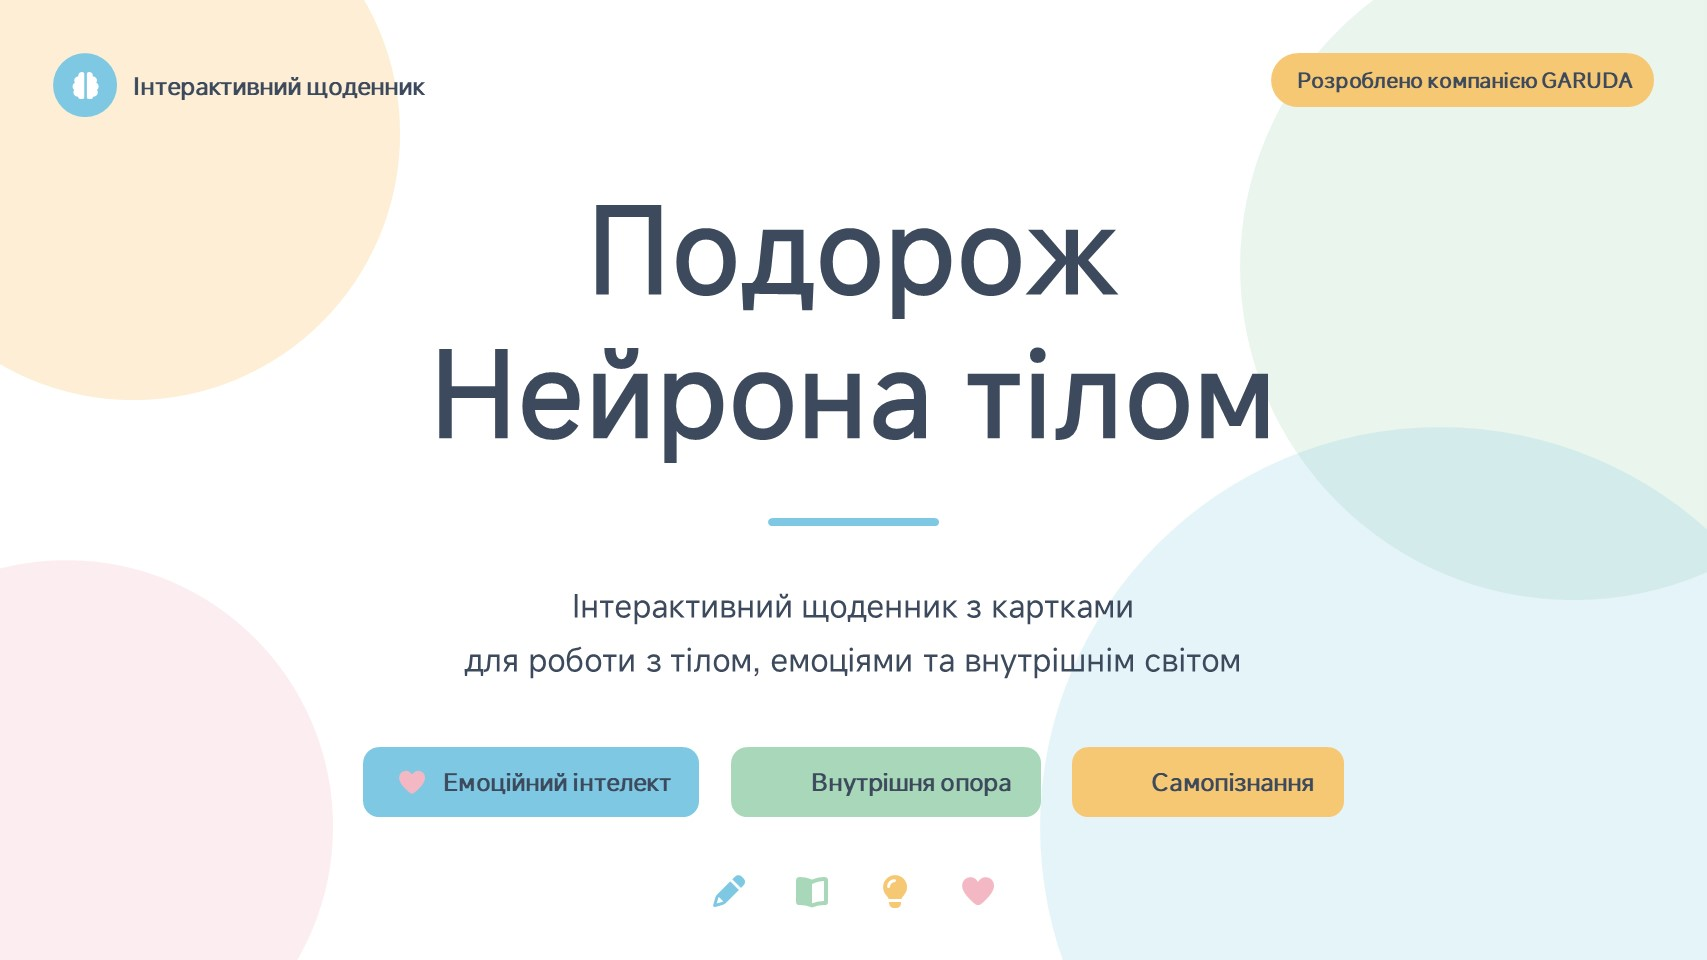 Інтерактивний щоденник
Розроблено компанією GARUDA
Подорож
Нейрона тілом
Інтерактивний щоденник з картками
для роботи з тілом, емоціями та внутрішнім світом
Емоційний інтелект
Внутрішня опора
Самопізнання